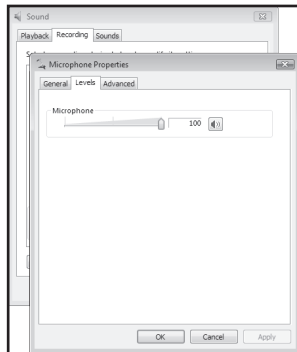 Sound
Playback Recording Sounds
Microphone Properties
General Levels Advanced
Microphone
100
OK Cancel Apply